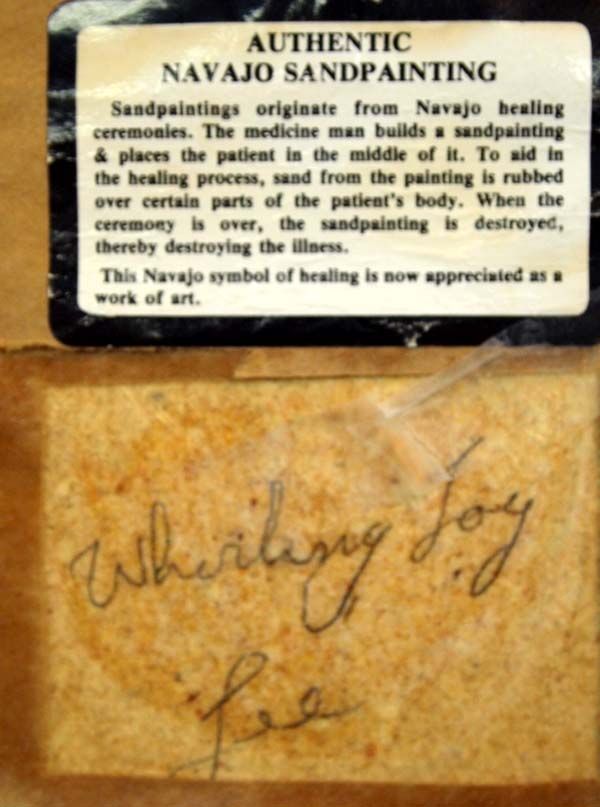 AUTHENTIC
NAVAJO SANDPAINTING
Sandpaintings originate from Navajo healing
ceremonies. The medicine man builds a sandpainting
& places the patient in the middle of it. To aid in
the healing process, sand from the painting is rubbed
over certain parts of the patient's body. When the
ceremony is over, the sandpainting is destroyed,
thereby destroying the illness.
This Navajo symbol of healing is now appreciated as a
work of art.
Whirling Joy
Lee